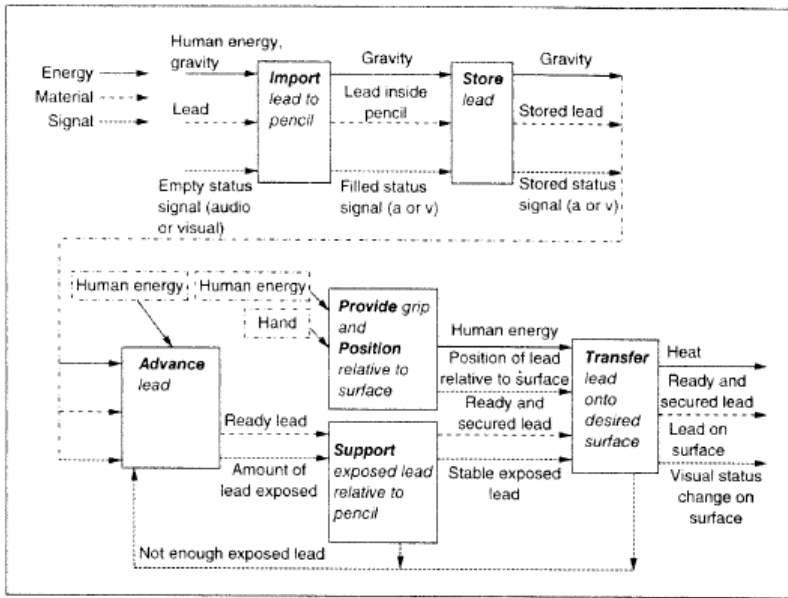 Energy
Material
Signal
Human energy,
gravity
Lead
Empty status
signal (audio
or visual)
Import
lead to
pencil
Gravity
Lead inside
pencil
Filled status
signal (a or v)
Store
lead
Gravity
Stored lead
Stored status
signal (a or v)
Human energy
Human energy
Hand
Advance
lead
Provide grip
and
Position
relative to
surface
Human energy
Position of lead
relative to surface
Ready and
secured lead
Ready lead
Amount of
lead exposed
Support
exposed lead
relative to
pencil
Stable exposed
lead
Transfer
lead
onto
desired
surface
Heat
Ready and
secured lead
Lead on
surface
Visual status
change on
surface
Not enough exposed lead